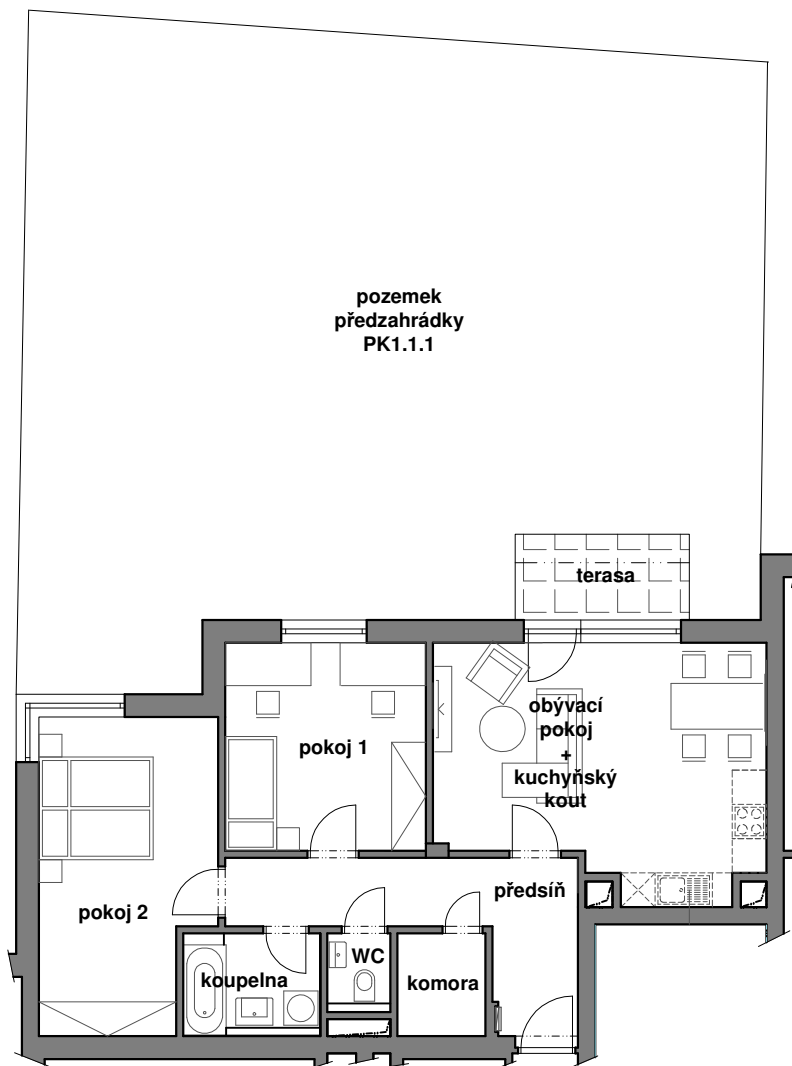 pozemek
předzahrádky
PK1.1.1
terasa
obývací
pokoj
+
kuchyňský
kout
pokoj 1
předsíň
pokoj 2
WC
koupelna
komora